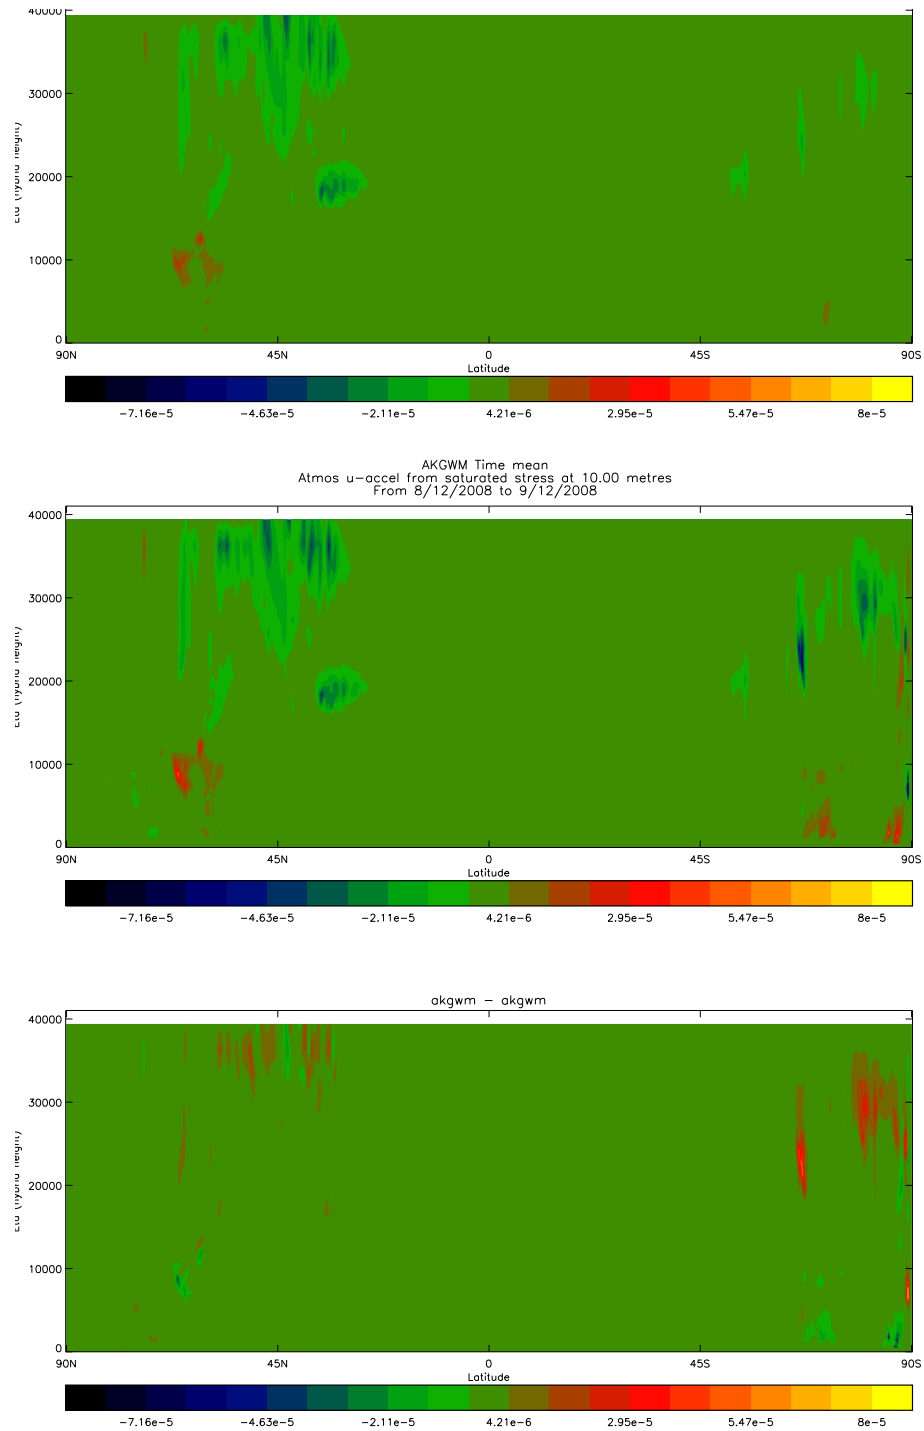 40000
30000
20000
10000
0
90N 45N 0 45S 90S
Latitude
−7.16e−5 −4.63e−5 −2.11e−5 4.21e−6 2.95e−5 5.47e−5 8e−5
AKGWM Time mean
Atmos u−accel from saturated stress at 10.00 metres
From 8/12/2008 to 9/12/2008
40000
30000
20000
10000
0
90N 45N 0 45S 90S
Latitude
−7.16e−5 −4.63e−5 −2.11e−5 4.21e−6 2.95e−5 5.47e−5 8e−5
akgwm − akgwm
40000
30000
20000
10000
0
90N 45N 0 45S 90S
Latitude
−7.16e−5 −4.63e−5 −2.11e−5 4.21e−6 2.95e−5 5.47e−5 8e−5